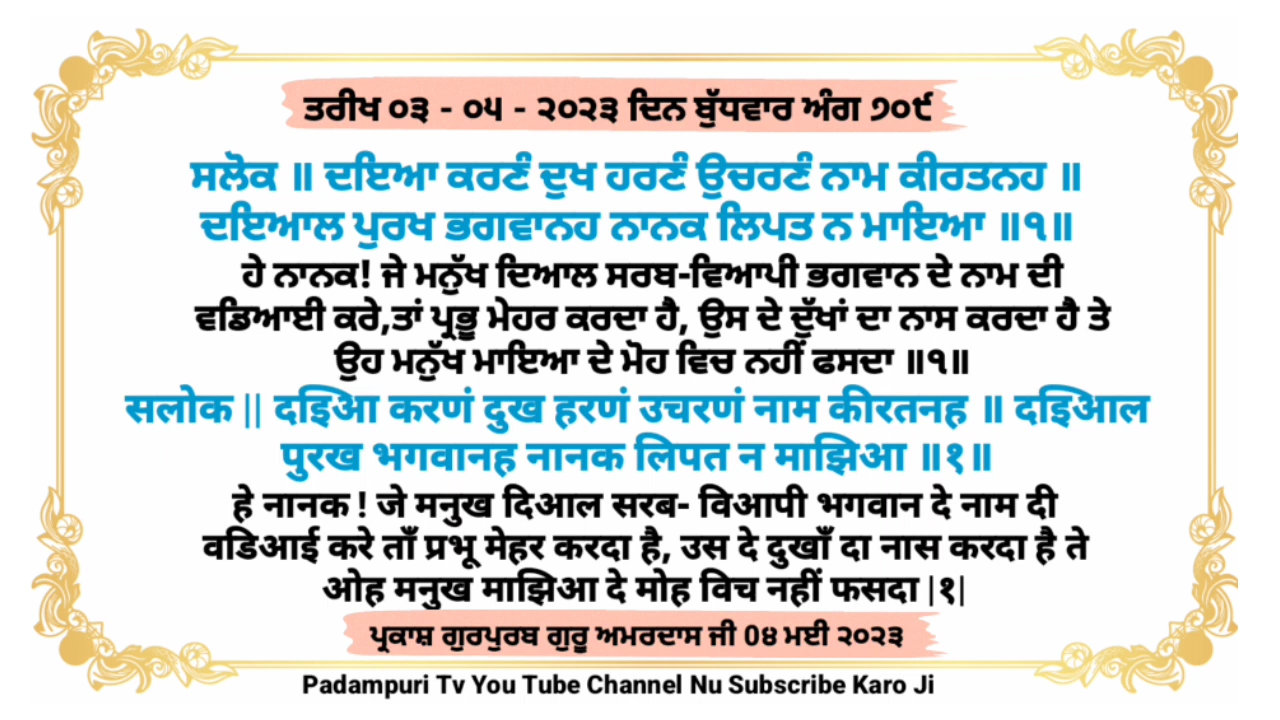 ਤਰੀਖ ੦੩ - ੦੫ - ੨੦੨੩ ਦਿਨ ਬੁੱਧਵਾਰ ਅੰਗ ੭੦੯
ਸਲੋਕ ॥ ਦਇਆ ਕਰਣੰ ਦੁਖ ਹਰਣੰ ਉਚਰਣੰ ਨਾਮ ਕੀਰਤਨਹ ॥
ਦਇਆਲ ਪੁਰਖ ਭਗਵਾਨਹ ਨਾਨਕ ਲਿਪਤ ਨ ਮਾਇਆ ॥੧॥
ਹੇ ਨਾਨਕ! ਜੇ ਮਨੁੱਖ ਦਿਆਲ ਸਰਬ-ਵਿਆਪੀ ਭਗਵਾਨ ਦੇ ਨਾਮ ਦੀ
ਵਡਿਆਈ ਕਰੇ,ਤਾਂ ਪ੍ਰਭੂ ਮੇਹਰ ਕਰਦਾ ਹੈ, ਉਸ ਦੇ ਦੁੱਖਾਂ ਦਾ ਨਾਸ ਕਰਦਾ ਹੈ ਤੇ
ਉਹ ਮਨੁੱਖ ਮਾਇਆ ਦੇ ਮੋਹ ਵਿਚ ਨਹੀਂ ਫਸਦਾ ॥੧॥
सलोक || दइिआ करणं दुख हरणं उचरणं नाम कीरतनह ॥ दइिआल
पुरख भगवानह नानक लिपत न माझिआ ॥१॥
हे नानक ! जे मनुख दिआल सरब- विआपी भगवान दे नाम दी
वडिआई करे ताँ प्रभू मेहर करदा है, उस दे दुखाँ दा नास करदा है ते
ओह मनुख माझिआ दे मोह विच नहीं फसदा |१|
ਪ੍ਰਕਾਸ਼ ਗੁਰਪੁਰਬ ਗੁਰੂ ਅਮਰਦਾਸ ਜੀ 0੪ ਮਈ ੨੦੨੩
Padampuri Tv You Tube Channel Nu Subscribe Karo Ji